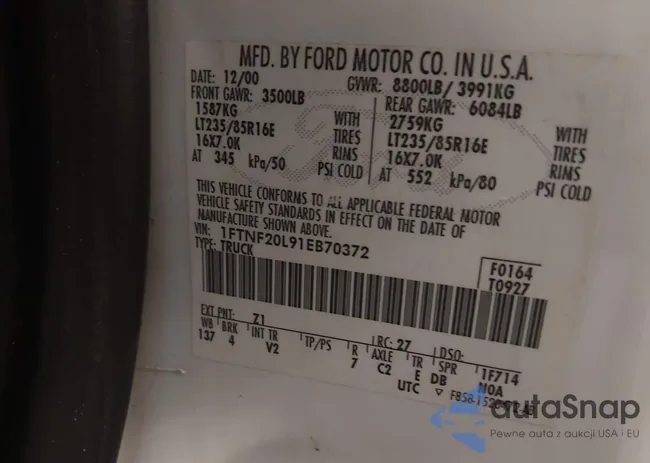 MFD. BY FORD MOTOR CO. IN U.S.A.
DATE: 12/00 GVWR: 8800LB/ 3991KG
FRONT GAWR: 3500LB REAR GAWR: 6084LB
1587KG WITH 2759KG WITH
LT235/85R16E TIRES LT235/85R16E TIRES
16X7.0K RIMS 16X7.0K RIMS
AT 345 kPa/50 PSI COLD AT 552 kPa/80 PSI COLD
THIS VEHICLE CONFORMS TO ALL APPLICABLE FEDERAL MOTOR
VEHICLE SAFETY STANDARDS IN EFFECT ON THE DATE OF
MANUFACTURE SHOWN ABOVE.
VIN: 1FTNF20L91EB70372
TYPE: TRUCK
F0164
T0927
EXT PNT: Z1 RC: 27 DSO:
WB BRK INT TR TP/PS R AXLE TR SPR 1F714
137 4 V2 7 C2 E DB NOA
UTC
autoSnap
Pewne auta z aukcji USA i EU